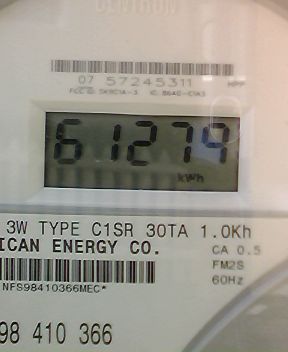 CENTRON
07 57245311
61279
kWh
3W TYPE C1SR 30TA 1.0Kh
ICAN ENERGY CO.
CA 0.5
FM2S
60Hz
NFS98410366MEC*
98 410 366